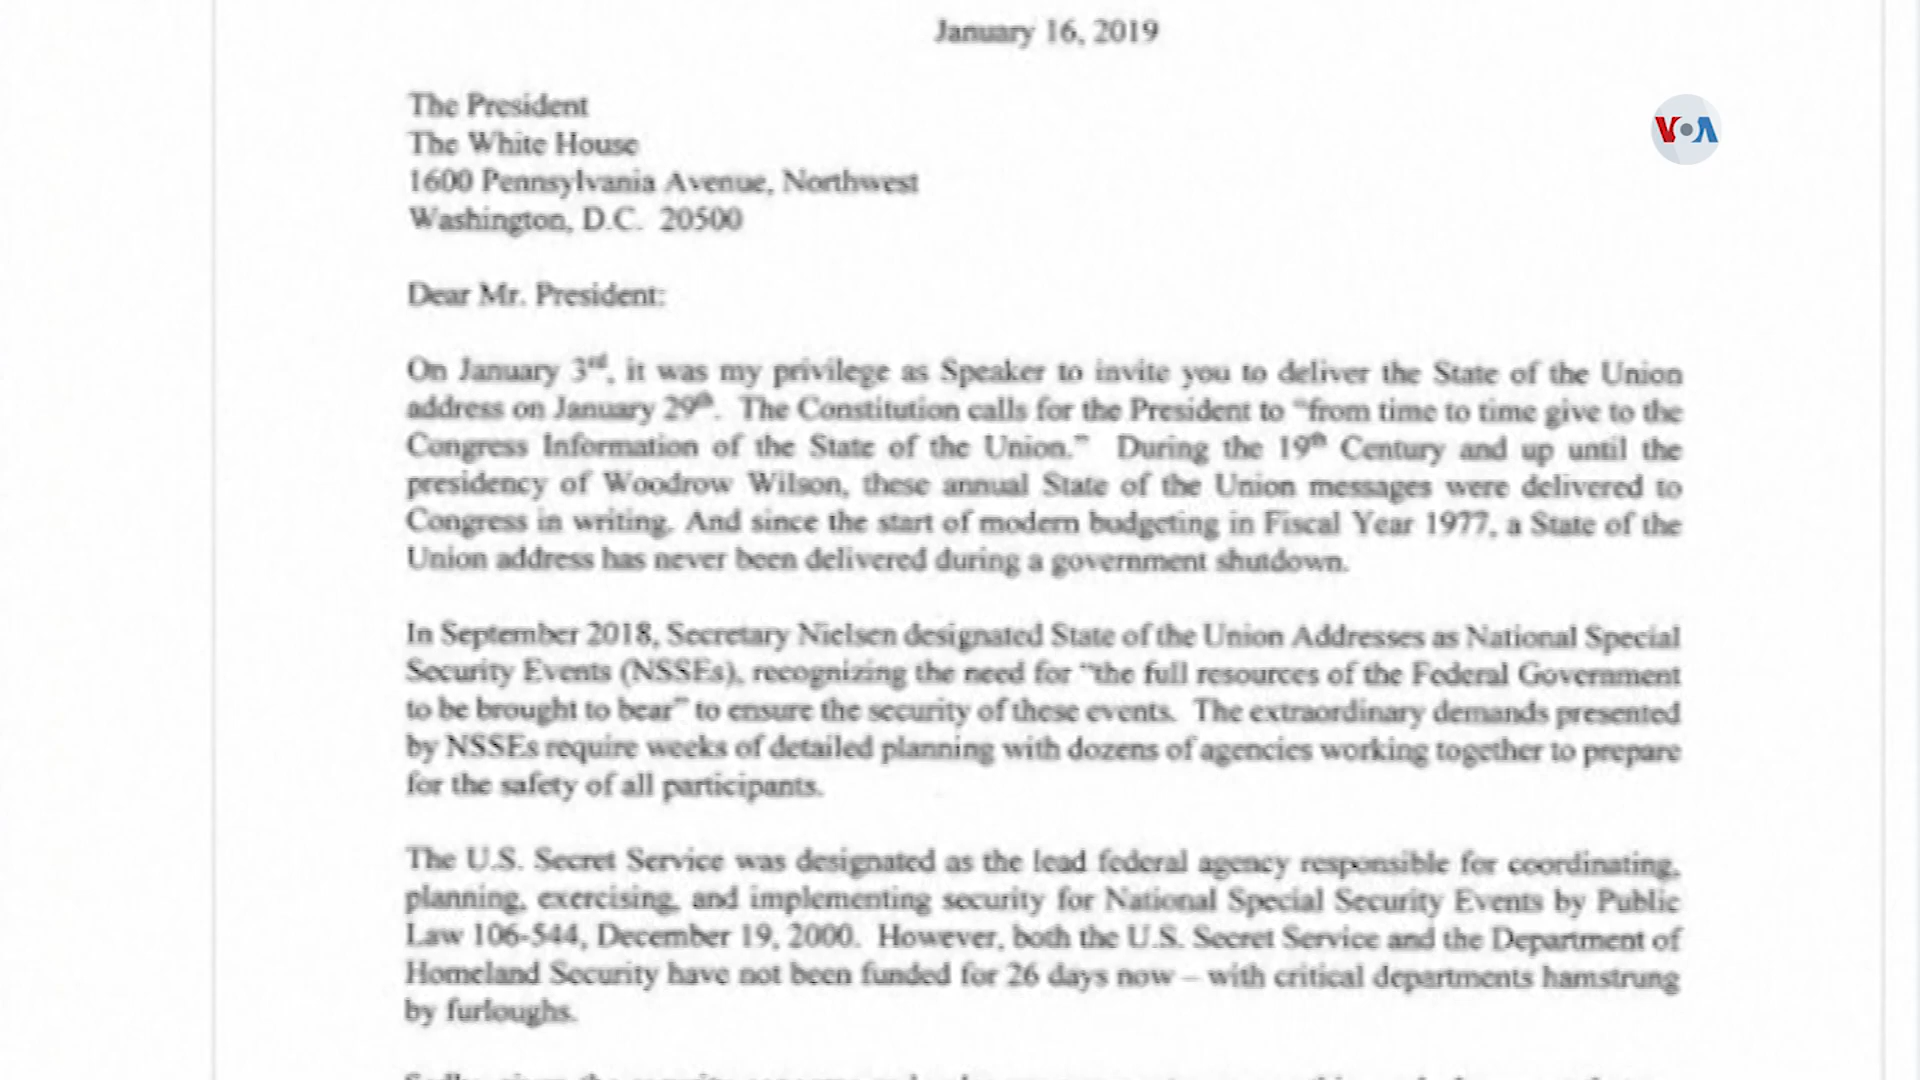 January 16, 2019
VOA
The President
The White House
1600 Pennsylvania Avenue, Northwest
Washington, D.C. 20500
Dear Mr. President:
On January 3rd, it was my privilege as Speaker to invite you to deliver the State of the Union
address on January 29th. The Constitution calls for the President to "from time to time give to the
Congress Information of the State of the Union." During the 19th Century and up until the
presidency of Woodrow Wilson, these annual State of the Union messages were delivered to
Congress in writing. And since the start of modern budgeting in Fiscal Year 1977, a State of the
Union address has never been delivered during a government shutdown.
In September 2018, Secretary Nielsen designated State of the Union Addresses as National Special
Security Events (NSSEs), recognizing the need for "the full resources of the Federal Government
to be brought to bear" to ensure the security of these events. The extraordinary demands presented
by NSSEs require weeks of detailed planning with dozens of agencies working together to prepare
for the safety of all participants.
The U.S. Secret Service was designated as the lead federal agency responsible for coordinating,
planning, exercising, and implementing security for National Special Security Events by Public
Law 106-544, December 19, 2000. However, both the U.S. Secret Service and the Department of
Homeland Security have not been funded for 26 days now – with critical departments hamstrung
by furloughs.